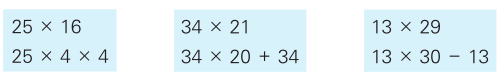 25 × 16
25 × 4 × 4
34 × 21
34 × 20 + 34
13 × 29
13 × 30 − 13